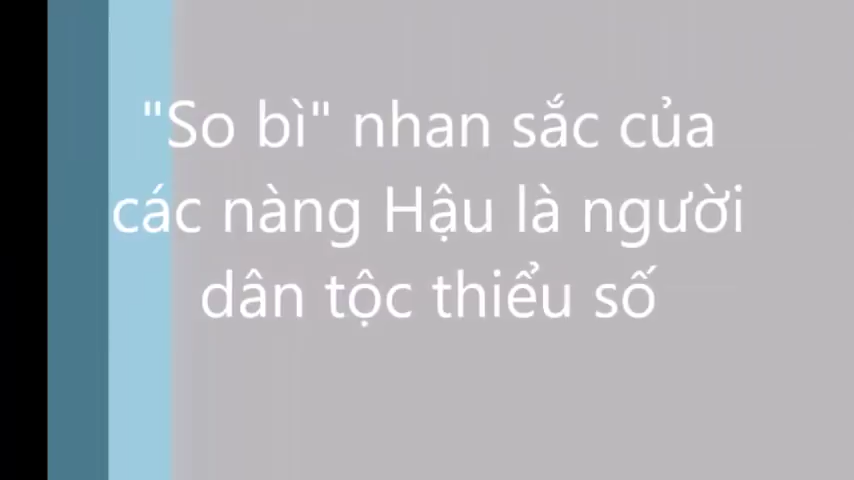 "So bì" nhan sắc của
các nàng Hậu là người
dân tộc thiểu số